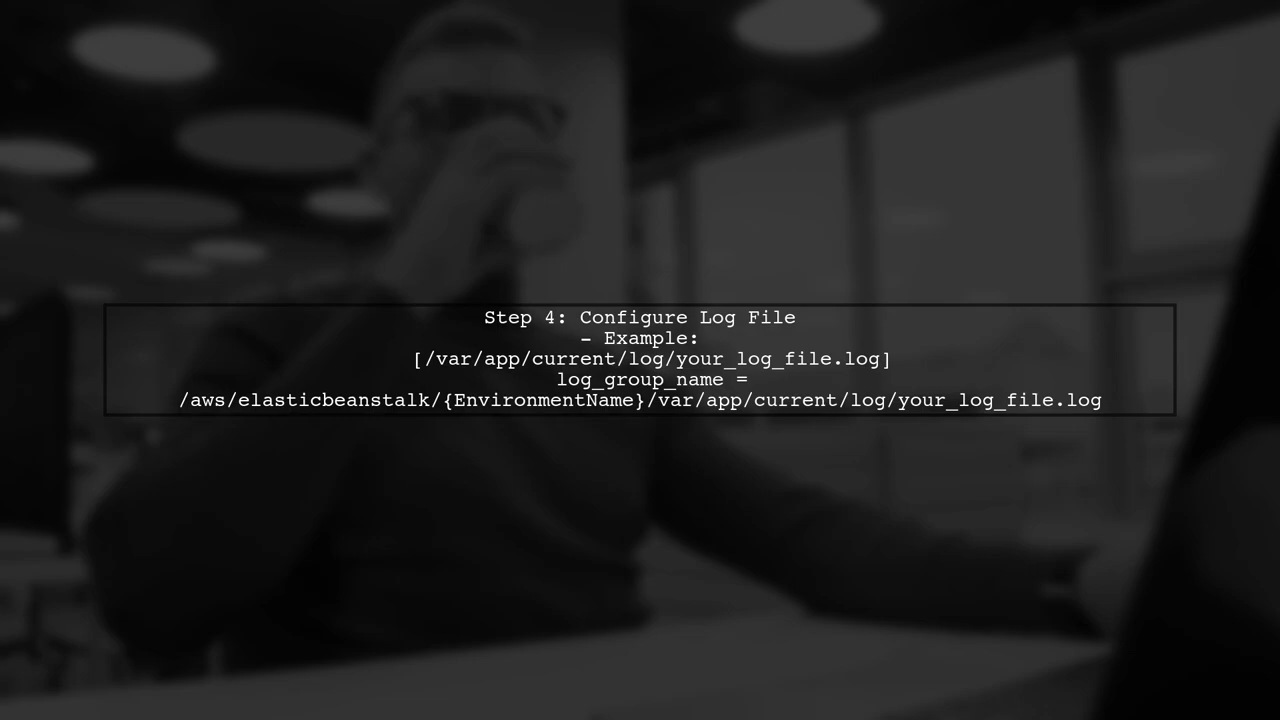 Step 4: Configure Log File
– Example:
[/var/app/current/log/your_log_file.log]
log_group_name =
/aws/elasticbeanstalk/{EnvironmentName}/var/app/current/log/your_log_file.log